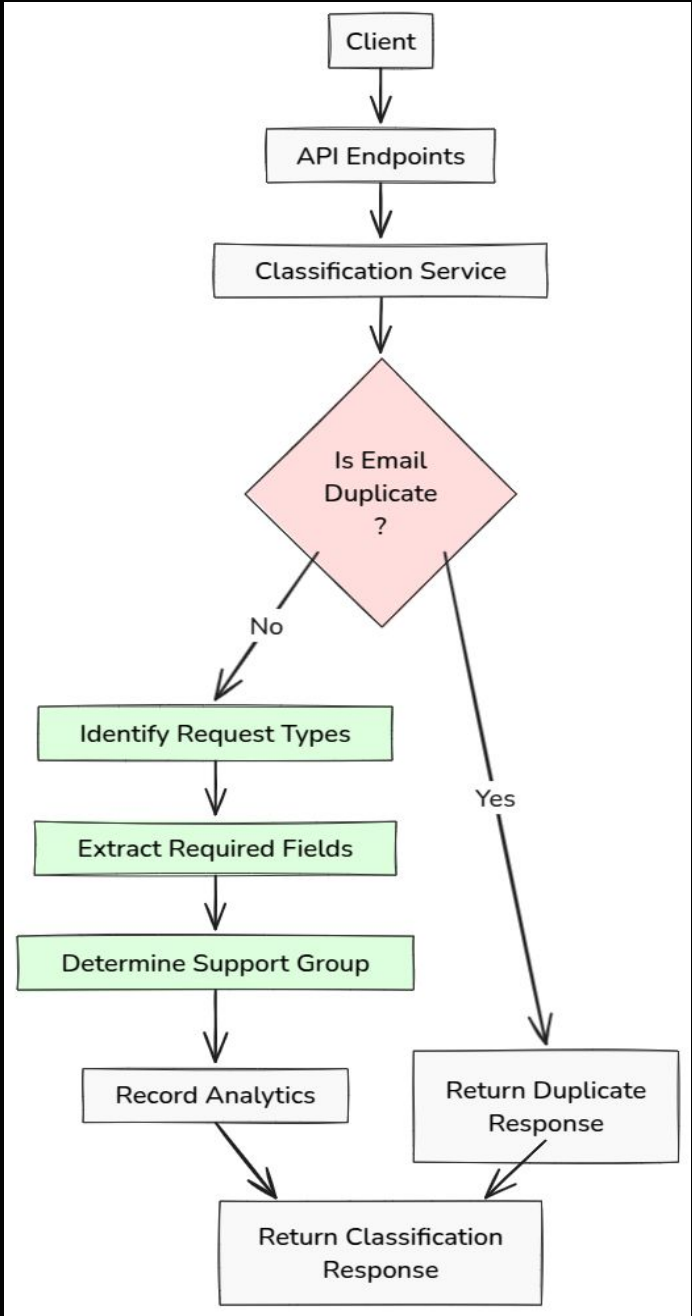 Client
API Endpoints
Classification Service
Is Email
Duplicate
?
No
Identify Request Types
Yes
Extract Required Fields
Determine Support Group
Record Analytics
Return Duplicate
Response
Return Classification
Response